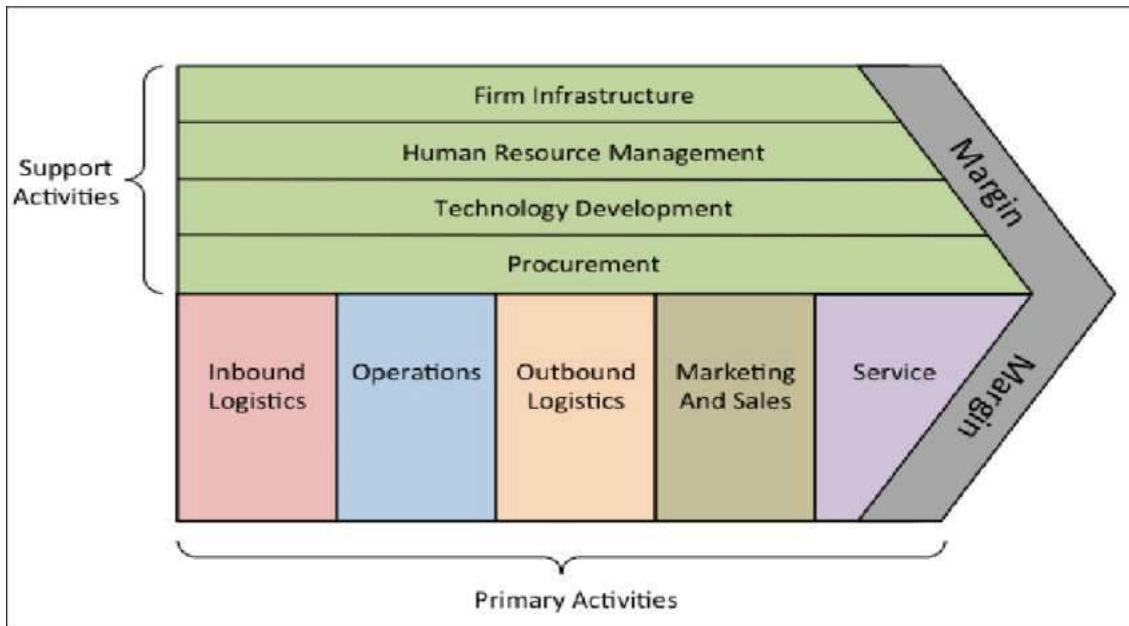 Firm Infrastructure
Human Resource Management
Technology Development
Procurement
Support
Activities
Margin
Margin
Inbound
Logistics
Operations
Outbound
Logistics
Marketing
And Sales
Service
Primary Activities